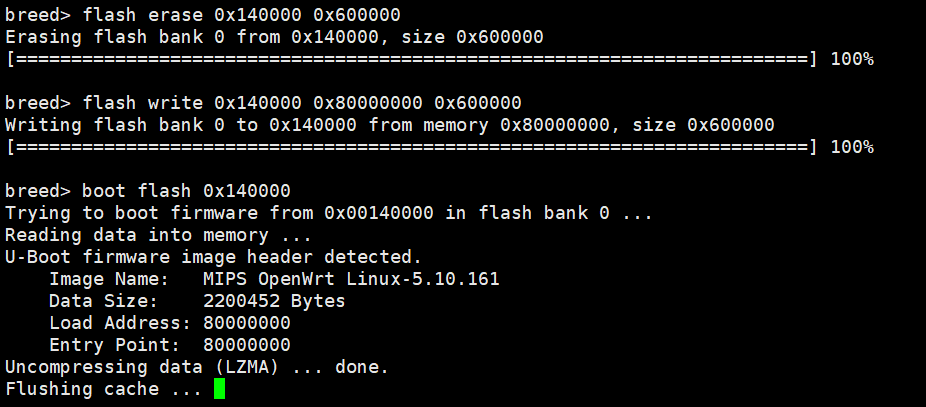 breed> flash erase 0x140000 0x600000
Erasing flash bank 0 from 0x140000, size 0x600000
[=========================================================================] 100%
breed> flash write 0x140000 0x80000000 0x600000
Writing flash bank 0 to 0x140000 from memory 0x80000000, size 0x600000
[=========================================================================] 100%
breed> boot flash 0x140000
Trying to boot firmware from 0x00140000 in flash bank 0 ...
Reading data into memory ...
U-Boot firmware image header detected.
    Image Name:   MIPS OpenWrt Linux-5.10.161
    Data Size:    2200452 Bytes
    Load Address: 80000000
    Entry Point:  80000000
Uncompressing data (LZMA) ... done.
Flushing cache ...